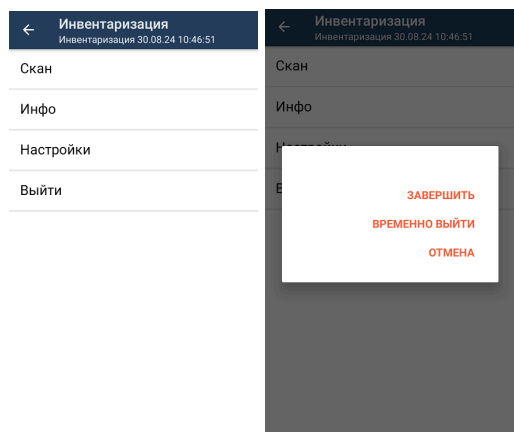 Инвентаризация
Инвентаризация 30.08.24 10:46:51
Скан
Инфо
Настройки
Выйти
Инвентаризация
Инвентаризация 30.08.24 10:46:51
Скан
Инфо
ЗАВЕРШИТЬ
ВРЕМЕННО ВЫЙТИ
ОТМЕНА